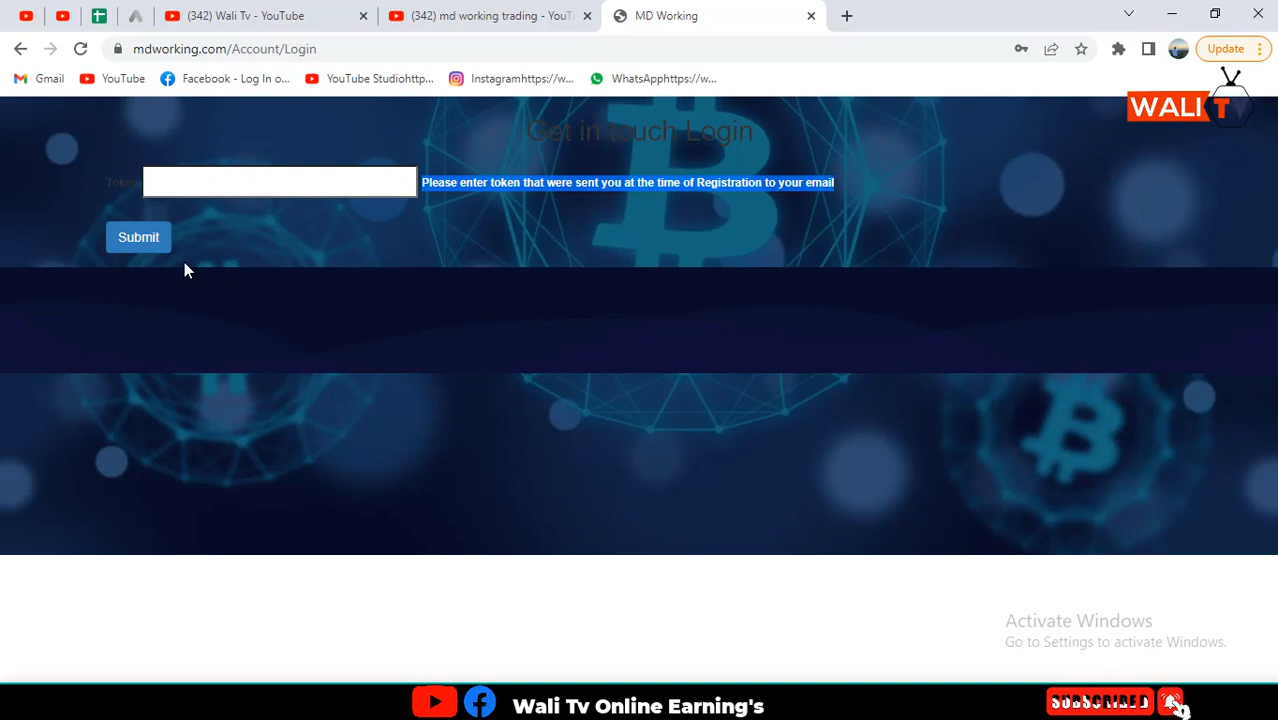 (342) Wali Tv - YouTube
(342) md working trading - YouT
MD Working
mdworking.com/Account/Login
Update
Gmail
YouTube
Facebook - Log In o...
YouTube Studiohttp...
Instagramhttps://w...
WhatsApphttps://w...
WALI T
Get in touch Login
Token
Please enter token that were sent you at the time of Registration to your email
Submit
Activate Windows
Go to Settings to activate Windows.
Wali Tv Online Earning's
SUBSCRIBED